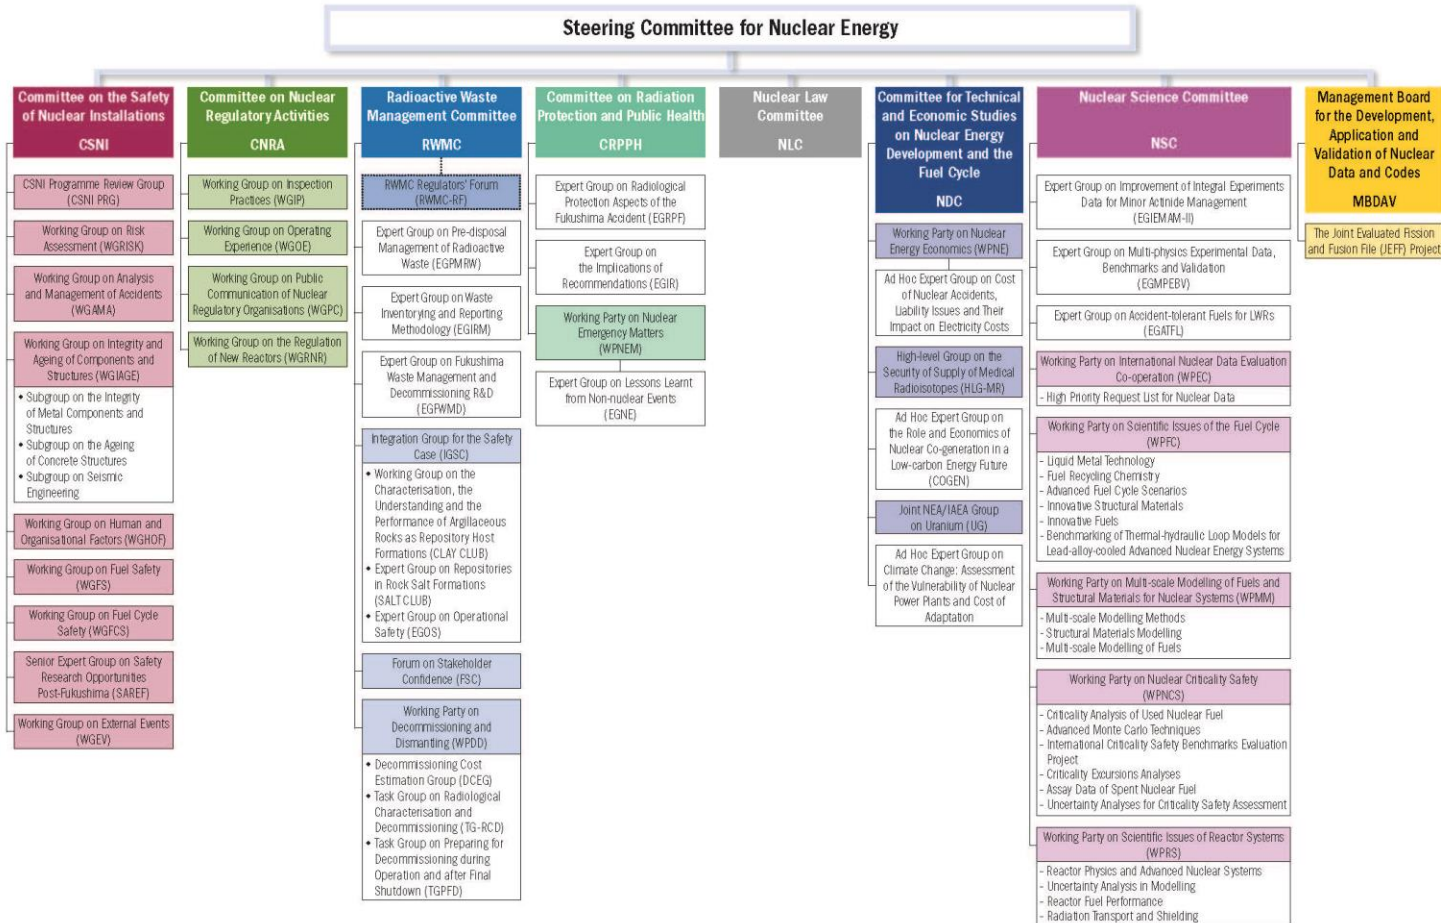 Steering Committee for Nuclear Energy
Committee on the Safety
of Nuclear Installations
CSNI
CSNI Programme Review Group
(CSNI PRG)
Working Group on Risk
Assessment (WGRISK)
Working Group on Analysis
and Management of Accidents
(WGAMA)
Working Group on Integrity and
Ageing of Components and
Structures (WGIAGE)
◆ Subgroup on the Integrity
of Metal Components and
Structures
◆ Subgroup on the Ageing
of Concrete Structures
◆ Subgroup on Seismic
Engineering
Working Group on Human and
Organisational Factors (WGHOF)
Working Group on Fuel Safety
(WGFS)
Working Group on Fuel Cycle
Safety (WGFCS)
Senior Expert Group on Safety
Research Opportunities
Post-Fukushima (SAREF)
Working Group on External Events
(WGEV)
Committee on Nuclear
Regulatory Activities
CNRA
Working Group on Inspection
Practices (WGIP)
Working Group on Operating
Experience (WGOE)
Working Group on Public
Communication of Nuclear
Regulatory Organisations (WGPC)
Working Group on the Regulation
of New Reactors (WGRNR)
Radioactive Waste
Management Committee
RWMC
RWMC Regulators' Forum
(RWMC-RF)
Expert Group on Pre-disposal
Management of Radioactive
Waste (EGPMRW)
Expert Group on Waste
Inventorying and Reporting
Methodology (EGIRM)
Expert Group on Fukushima
Waste Management and
Decommissioning R&D
(EGFWMD)
Integration Group for the Safety
Case (IGSC)
◆ Working Group on the
Characterisation, the
Understanding and the
Performance of Argillaceous
Rocks as Repository Host
Formations (CLAY CLUB)
◆ Expert Group on Repositories
in Rock Salt Formations
(SALT CLUB)
◆ Expert Group on Operational
Safety (EGOS)
Forum on Stakeholder
Confidence (FSC)
Working Party on
Decommissioning and
Dismantling (WPDD)
◆ Decommissioning Cost
Estimation Group (DCEG)
◆ Task Group on Radiological
Characterisation and
Decommissioning (TG-RCD)
◆ Task Group on Preparing for
Decommissioning during
Operation and after Final
Shutdown (TGPFD)
Committee on Radiation
Protection and Public Health
CRPPH
Expert Group on Radiological
Protection Aspects of the
Fukushima Accident (EGRPF)
Expert Group on
the Implications of
Recommendations (EGIR)
Working Party on Nuclear
Emergency Matters
(WPNEM)
Expert Group on Lessons Learnt
from Non-nuclear Events
(EGNE)
Nuclear Law
Committee
NLC
Committee for Technical
and Economic Studies
on Nuclear Energy
Development and the
Fuel Cycle
NDC
Working Party on Nuclear
Energy Economics (WPNE)
Ad Hoc Expert Group on Cost
of Nuclear Accidents,
Liability Issues and Their
Impact on Electricity Costs
High-level Group on the
Security of Supply of Medical
Radioisotopes (HLG-MR)
Ad Hoc Expert Group on
the Role and Economics of
Nuclear Co-generation in a
Low-carbon Energy Future
(COGEN)
Joint NEA/IAEA Group
on Uranium (UG)
Ad Hoc Expert Group on
Climate Change: Assessment
of the Vulnerability of Nuclear
Power Plants and Cost of
Adaptation
Nuclear Science Committee
NSC
Expert Group on Improvement of Integral Experiments
Data for Minor Actinide Management
(EGIEMAM-II)
Expert Group on Multi-physics Experimental Data,
Benchmarks and Validation
(EGMPEBV)
Expert Group on Accident-tolerant Fuels for LWRs
(EGATFL)
Working Party on International Nuclear Data Evaluation
Co-operation (WPEC)
– High Priority Request List for Nuclear Data
Working Party on Scientific Issues of the Fuel Cycle
(WPFC)
– Liquid Metal Technology
– Fuel Recycling Chemistry
– Advanced Fuel Cycle Scenarios
– Innovative Structural Materials
– Innovative Fuels
– Benchmarking of Thermal-hydraulic Loop Models for
Lead-alloy-cooled Advanced Nuclear Energy Systems
Working Party on Multi-scale Modelling of Fuels and
Structural Materials for Nuclear Systems (WPMM)
– Multi-scale Modelling Methods
– Structural Materials Modelling
– Multi-scale Modelling of Fuels
Working Party on Nuclear Criticality Safety
(WPNCS)
– Criticality Analysis of Used Nuclear Fuel
– Advanced Monte Carlo Techniques
– International Criticality Safety Benchmarks Evaluation
Project
– Criticality Excursions Analyses
– Assay Data of Spent Nuclear Fuel
– Uncertainty Analyses for Criticality Safety Assessment
Working Party on Scientific Issues of Reactor Systems
(WPRS)
– Reactor Physics and Advanced Nuclear Systems
– Uncertainty Analysis in Modelling
– Reactor Fuel Performance
– Radiation Transport and Shielding
Management Board
for the Development,
Application and
Validation of Nuclear
Data and Codes
MBDAV
The Joint Evaluated Fission
and Fusion File (JEFF) Project